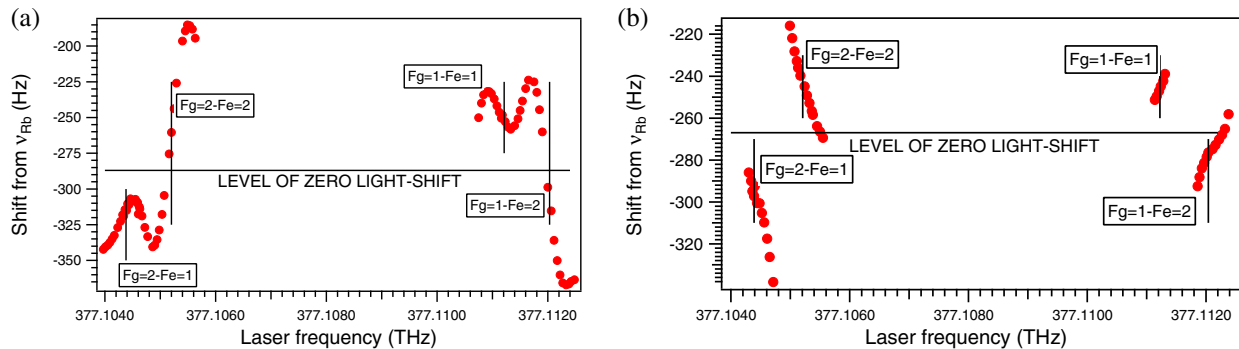 (a)
Shift from νRb (Hz)
-200
-225
-250
-275
-300
-325
-350
Fg=2-Fe=2
Fg=1-Fe=1
LEVEL OF ZERO LIGHT-SHIFT
Fg=1-Fe=2
Fg=2-Fe=1
377.1040 377.1060 377.1080 377.1100 377.1120
Laser frequency (THz)
(b)
Shift from νRb (Hz)
-220
-240
-260
-280
-300
-320
Fg=2-Fe=2
Fg=1-Fe=1
LEVEL OF ZERO LIGHT-SHIFT
Fg=2-Fe=1
Fg=1-Fe=2
377.1040 377.1060 377.1080 377.1100 377.1120
Laser frequency (THz)